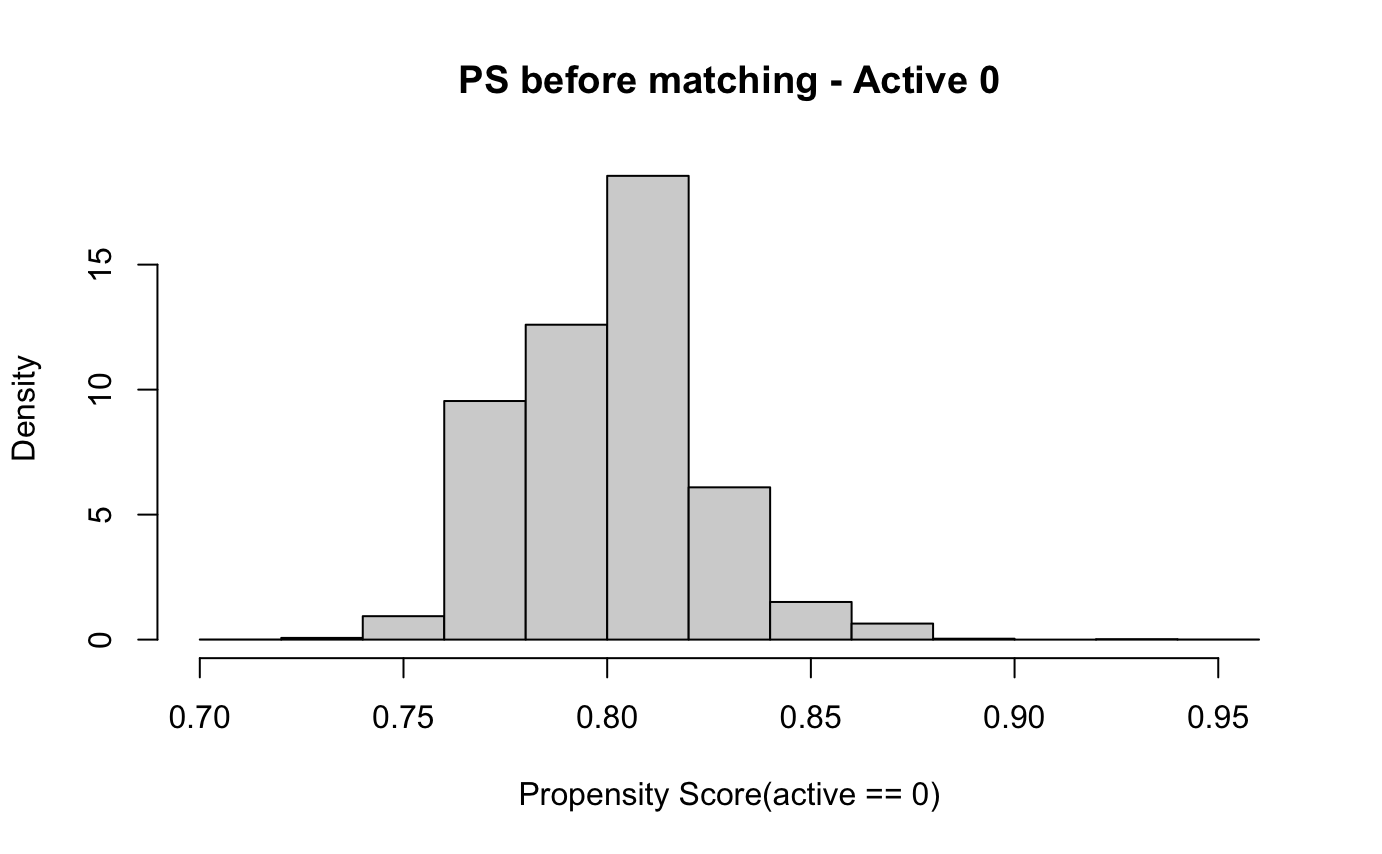 PS before matching - Active 0
Density
15
10
5
0
0.70 0.75 0.80 0.85 0.90 0.95
Propensity Score(active == 0)